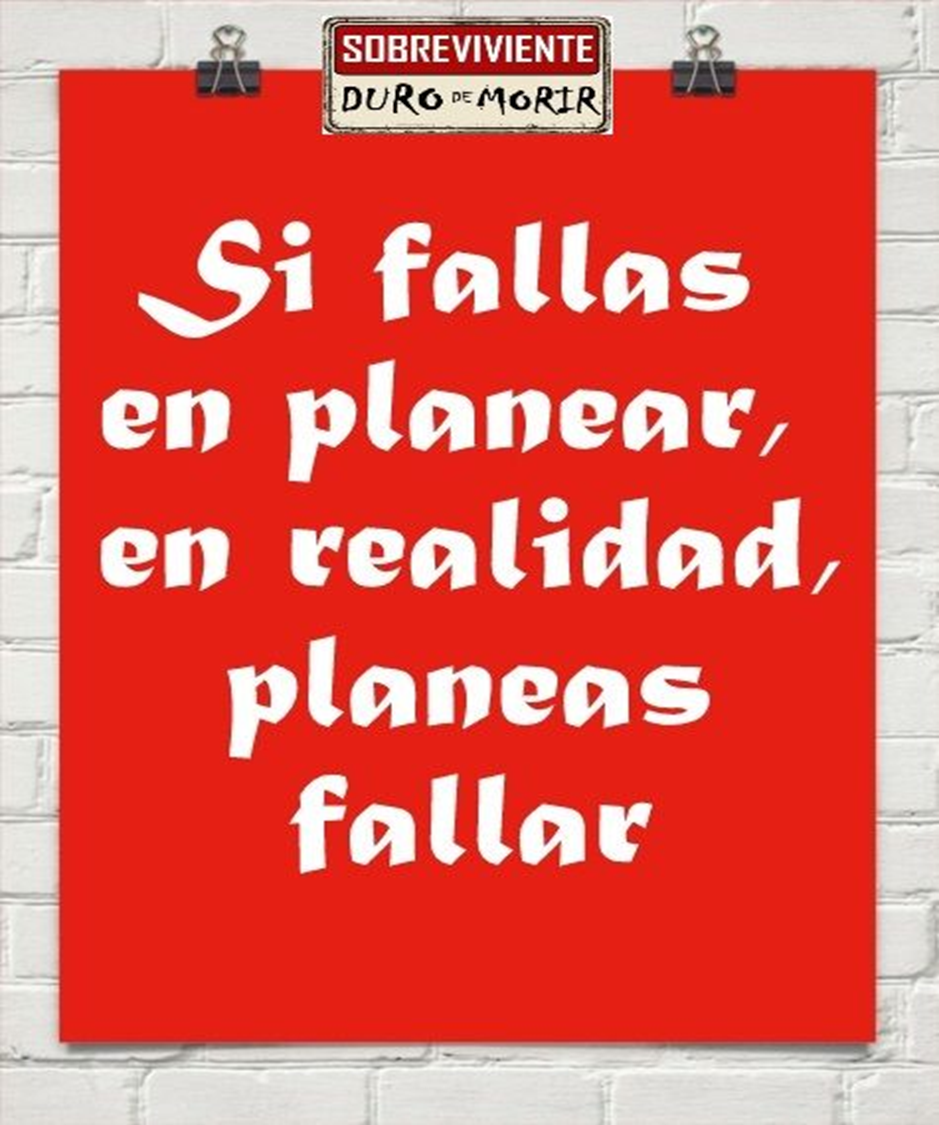 SOBREVIVIENTE
DURO DE MORIR
Si fallas
en planear,
en realidad,
planeas
fallar